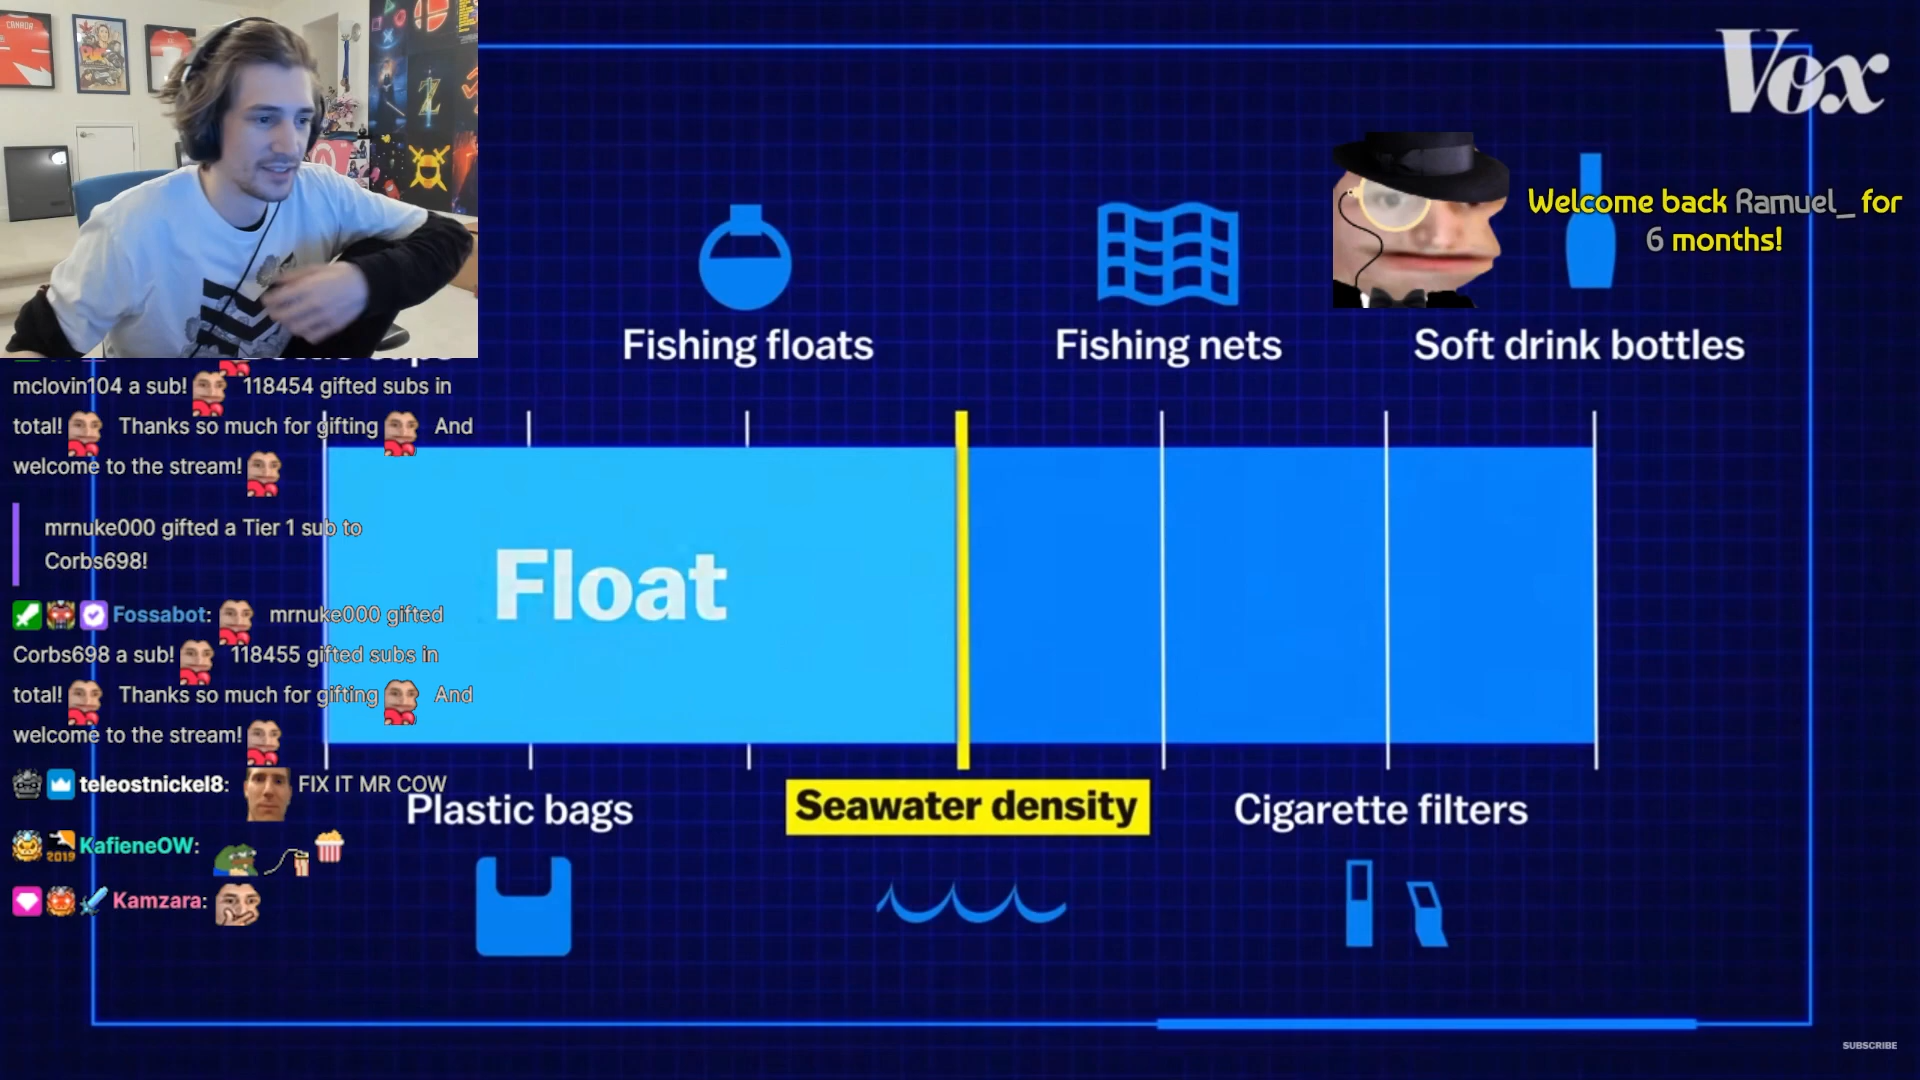 CANADA
Vox
Welcome back Ramuel_ for
6 months!
Fishing floats
Fishing nets
Soft drink bottles
mclovin104 a sub! 118454 gifted subs in
total! Thanks so much for gifting And
welcome to the stream!
mrnuke000 gifted a Tier 1 sub to
Corbs698!
Fossabot: mrnuke000 gifted
Corbs698 a sub! 118455 gifted subs in
total! Thanks so much for gifting And
welcome to the stream!
Float
teleostnickel8: FIX IT MR COW
Plastic bags
Seawater density
Cigarette filters
2019 KafieneOW:
Kamzara:
SUBSCRIBE